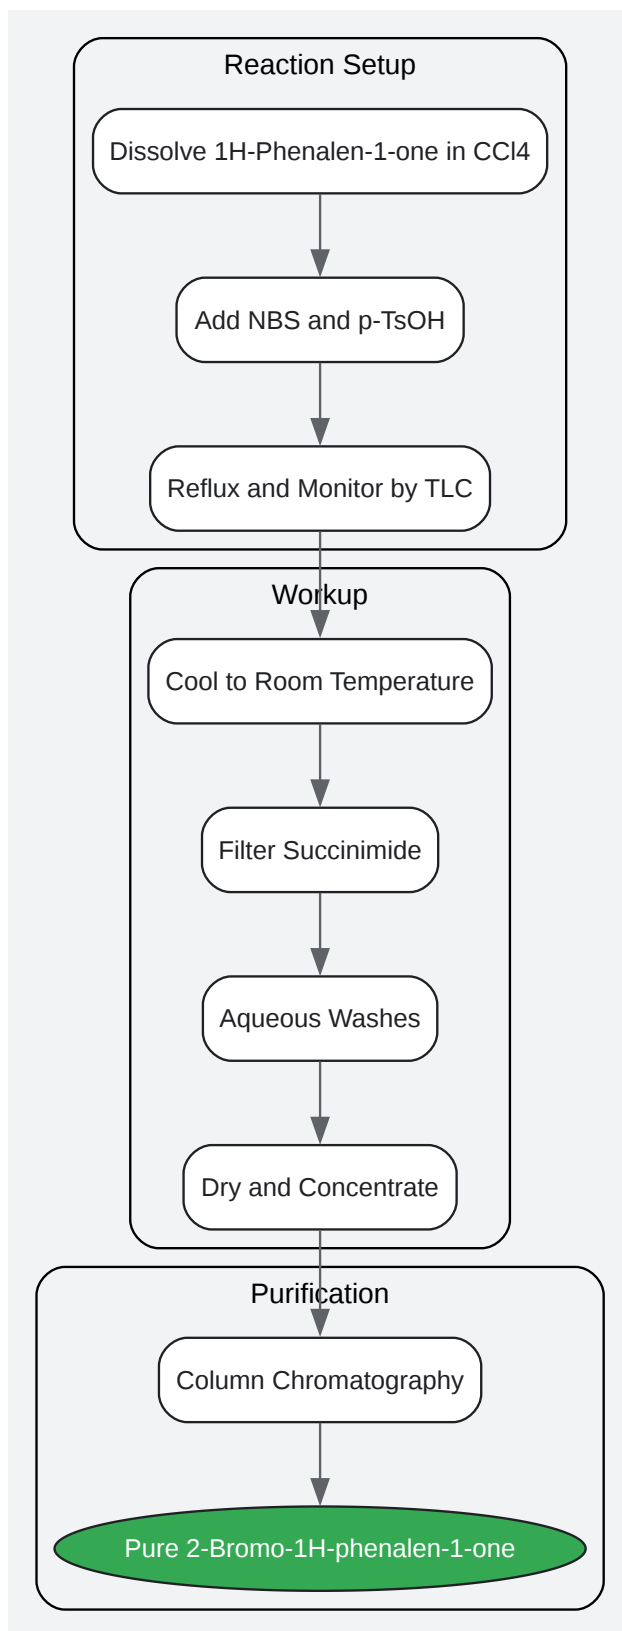 Reaction Setup
Dissolve 1H-Phenalen-1-one in CCl4
Add NBS and p-TsOH
Reflux and Monitor by TLC
Workup
Cool to Room Temperature
Filter Succinimide
Aqueous Washes
Dry and Concentrate
Purification
Column Chromatography
Pure 2-Bromo-1H-phenalen-1-one